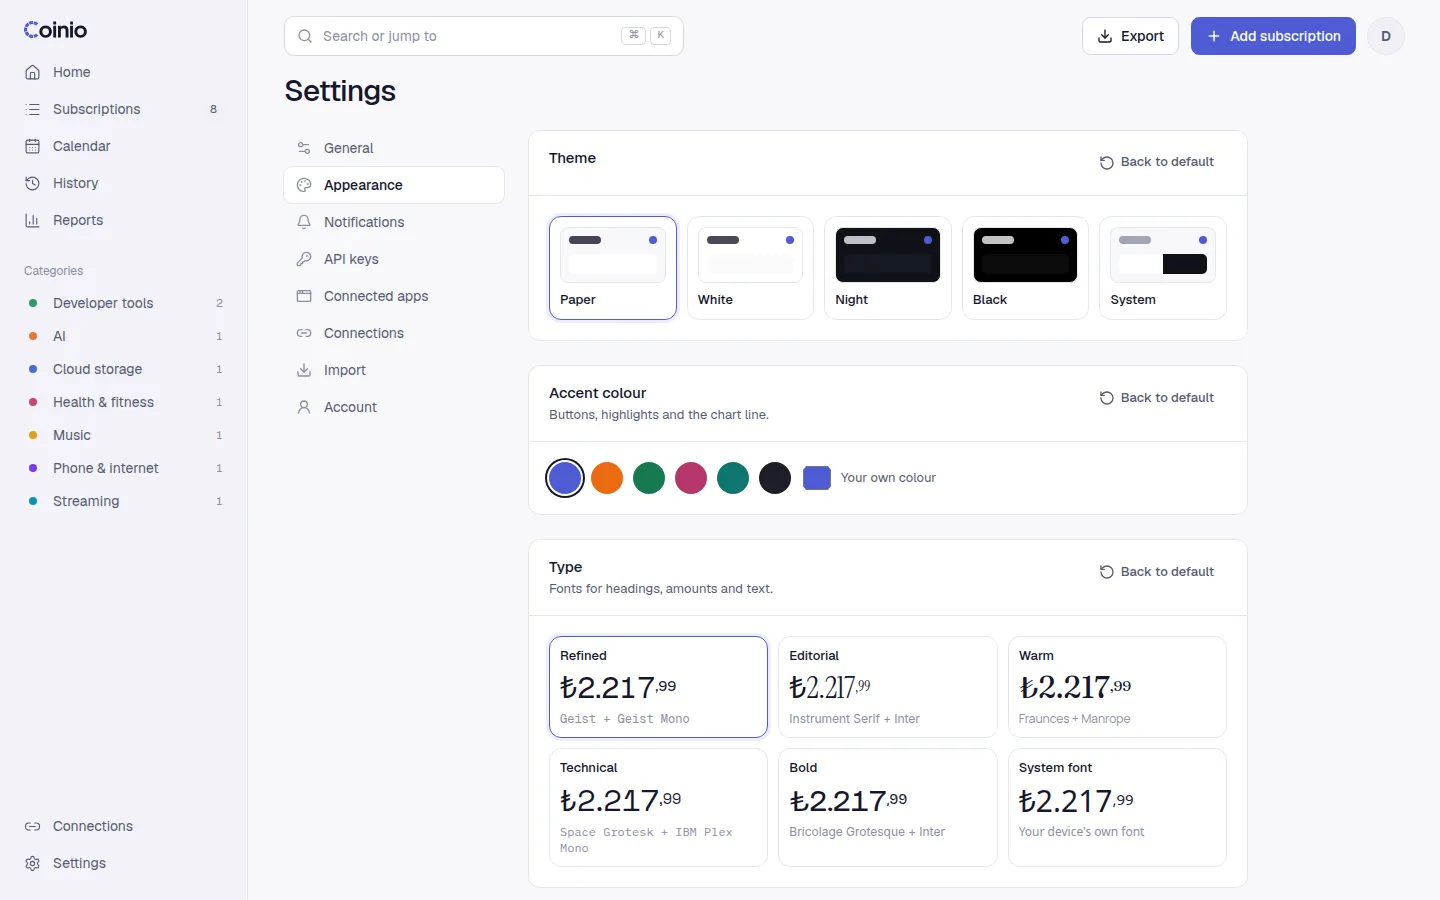 Coinio
Home
Subscriptions 8
Calendar
History
Reports
Categories
Developer tools 2
AI 1
Cloud storage 1
Health & fitness 1
Music 1
Phone & internet 1
Streaming 1
Connections
Settings
Search or jump to ⌘ K
Export
Add subscription
D
Settings
General
Appearance
Notifications
API keys
Connected apps
Connections
Import
Account
Theme
Back to default
Paper
White
Night
Black
System
Accent colour
Buttons, highlights and the chart line.
Back to default
Your own colour
Type
Fonts for headings, amounts and text.
Back to default
Refined
₺2.217,99
Geist + Geist Mono
Editorial
₺2.217,99
Instrument Serif + Inter
Warm
₺2.217,99
Fraunces + Manrope
Technical
₺2.217,99
Space Grotesk + IBM Plex
Mono
Bold
₺2.217,99
Bricolage Grotesque + Inter
System font
₺2.217,99
Your device's own font